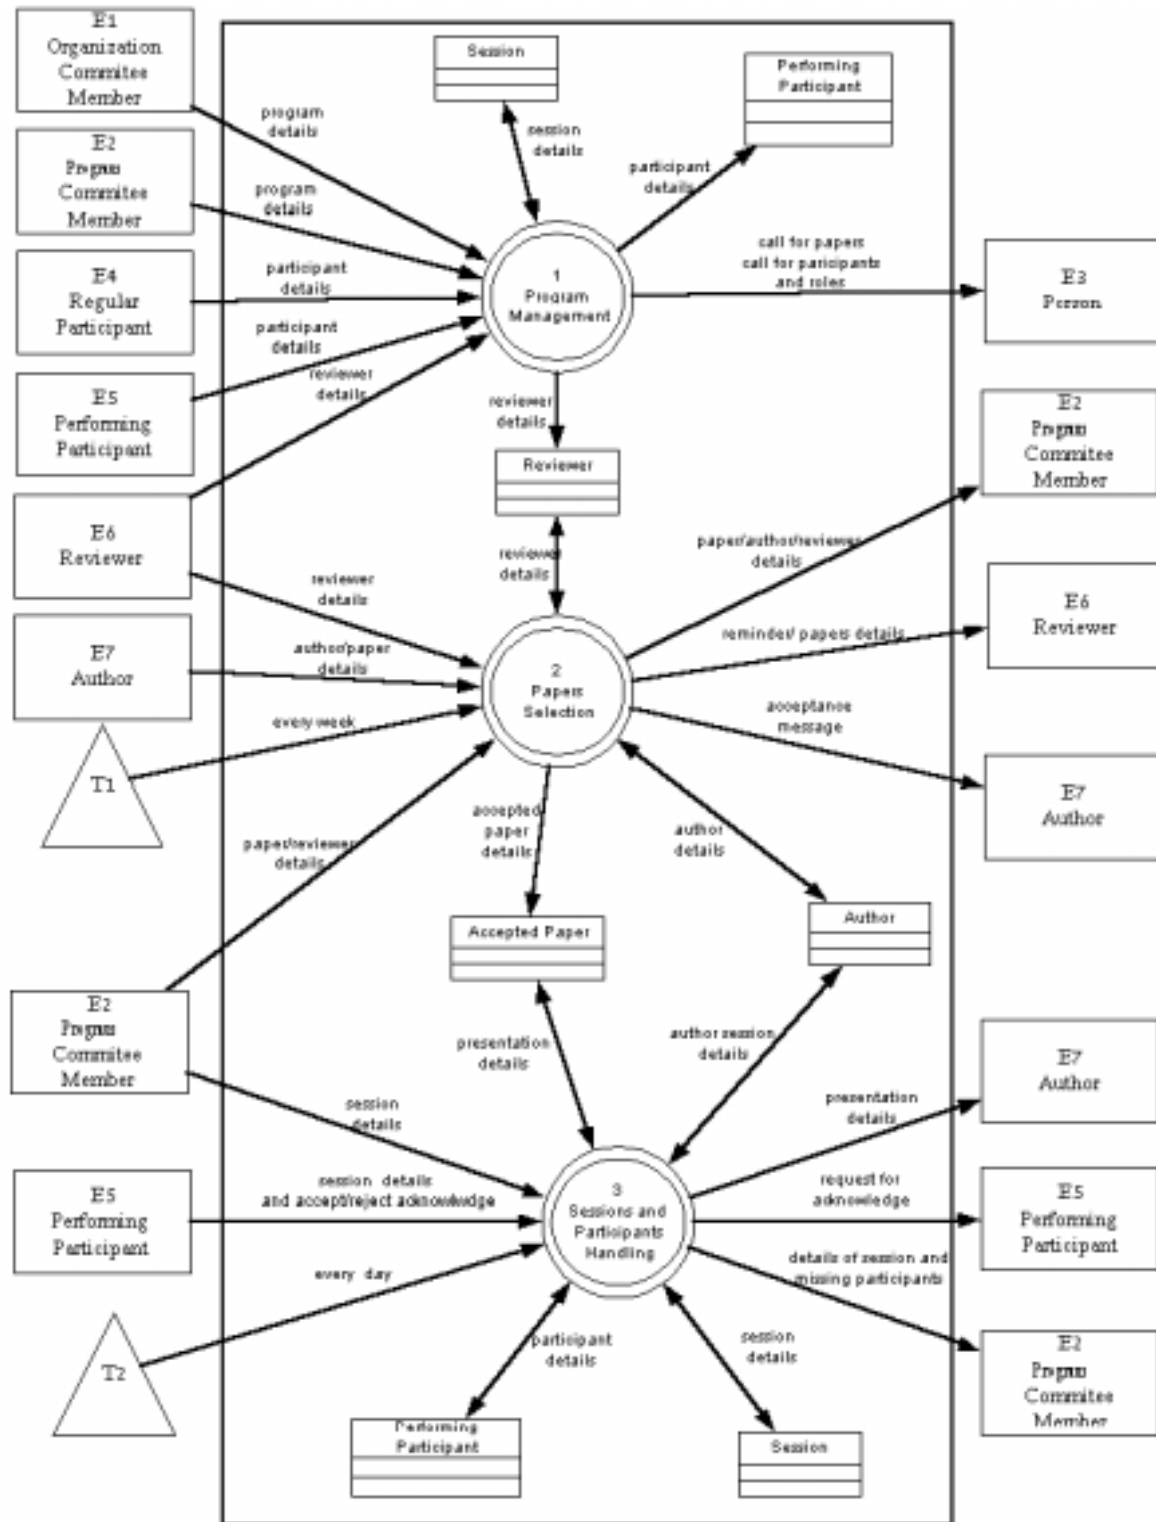 E1
Organization
Commitee
Member
E2
Program
Commitee
Member
E4
Regular
Participant
E5
Performing
Participant
E6
Reviewer
E7
Author
T1
E2
Program
Commitee
Member
E5
Performing
Participant
T2
program
details
program
details
participant
details
participant
details
reviewer
details
reviewer
details
author/paper
details
every week
paper/reviewer
details
session
details
session details
and accept/reject acknowlwdge
every day
Session
session
details
Performing
Participant
participant
details
1
Program
Management
call for papers
call for paricipants
and roles
reviewer
details
Reviewer
reviewer
details
paper/author/reviewer
details
2
Papers
Selection
reminder/ papers details
acceptance
message
accepted
paper
details
author
details
Accepted Paper
Author
presentation
details
author session
details
3
Sessions and
Participants
Handling
presentation
details
request for
acknowledge
details of session and
missing participants
participant
details
session
details
Performing
Participant
Session
E3
Person
E2
Program
Commitee
Member
E6
Reviewer
E7
Author
E7
Author
E5
Performing
Participant
E2
Program
Commitee
Member